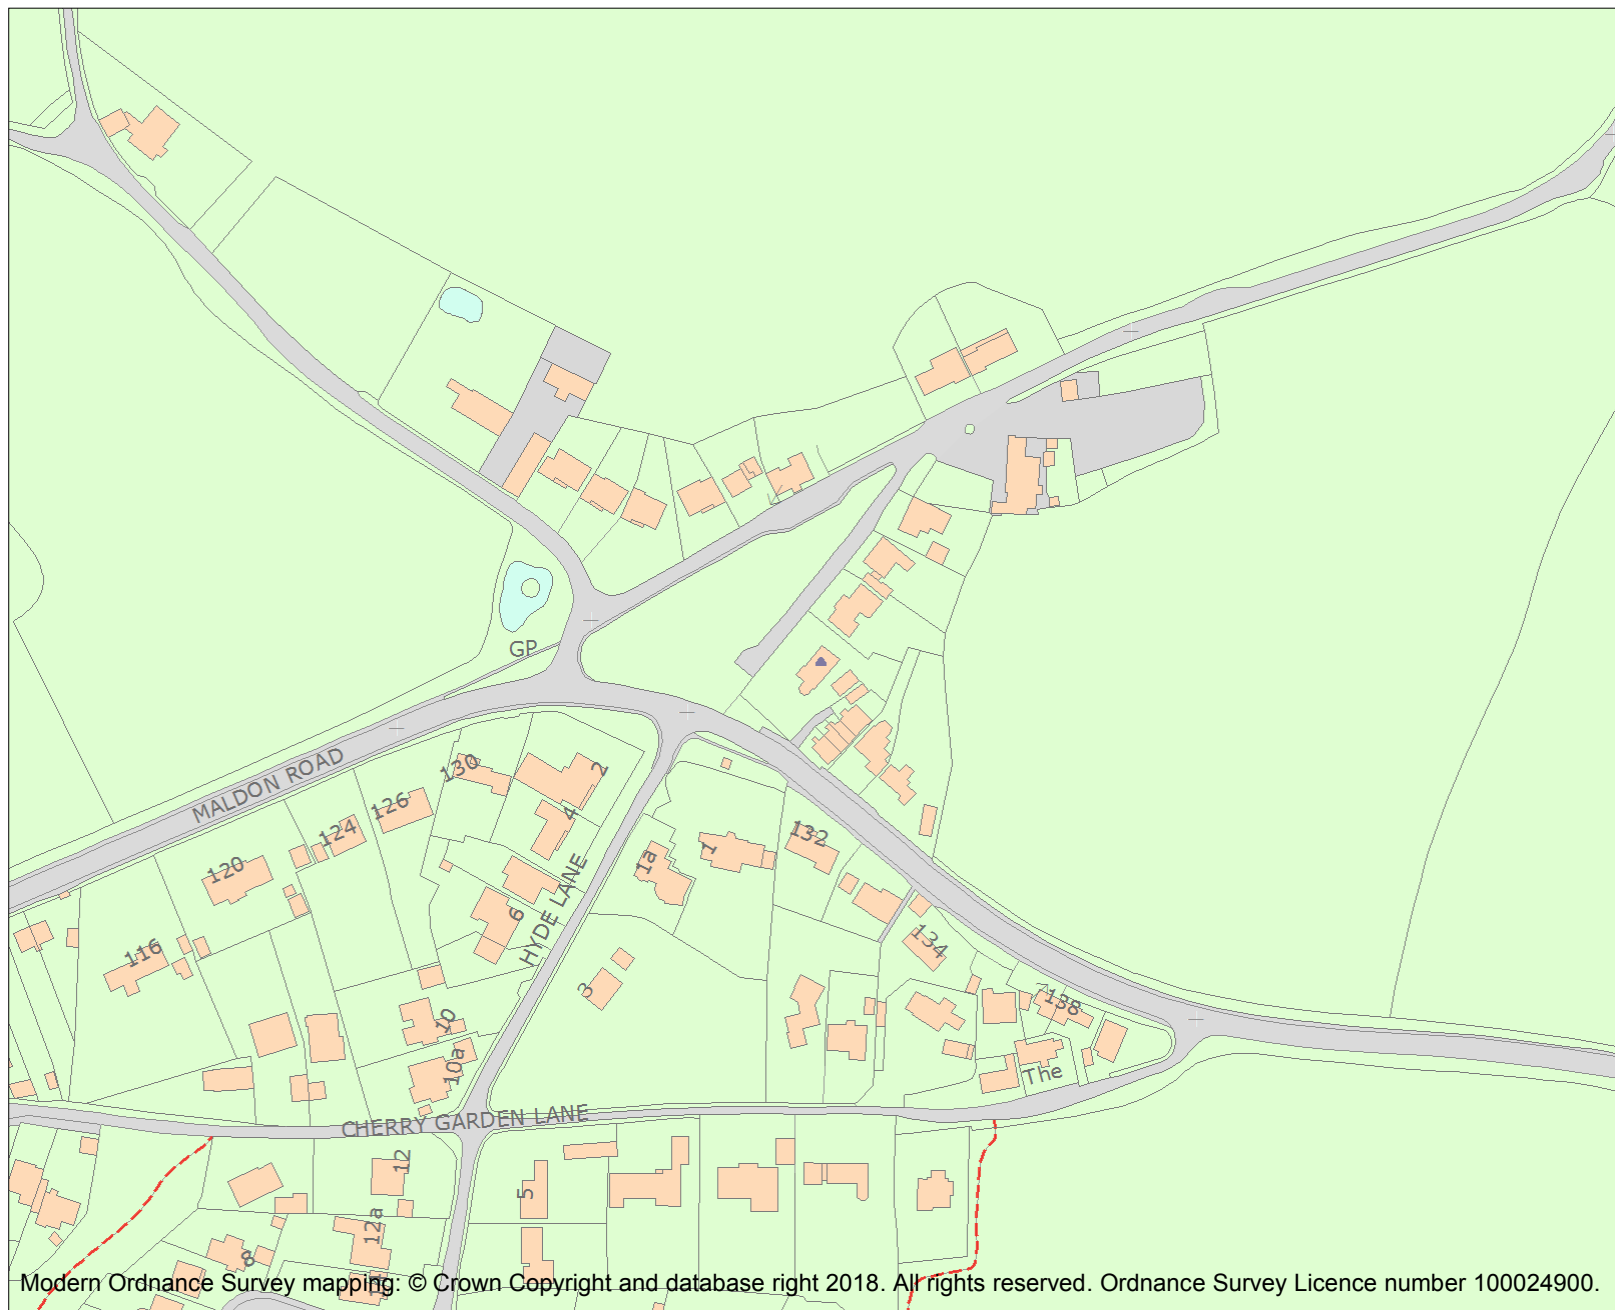 GP
MALDON ROAD
130
2
126
4
124
132
1
1a
120
6
HYDE LANE
134
116
3
138
10
10a
The
CHERRY GARDEN LANE
12
5
12a
8
Modern Ordnance Survey mapping: © Crown Copyright and database right 2018. All rights reserved. Ordnance Survey Licence number 100024900.